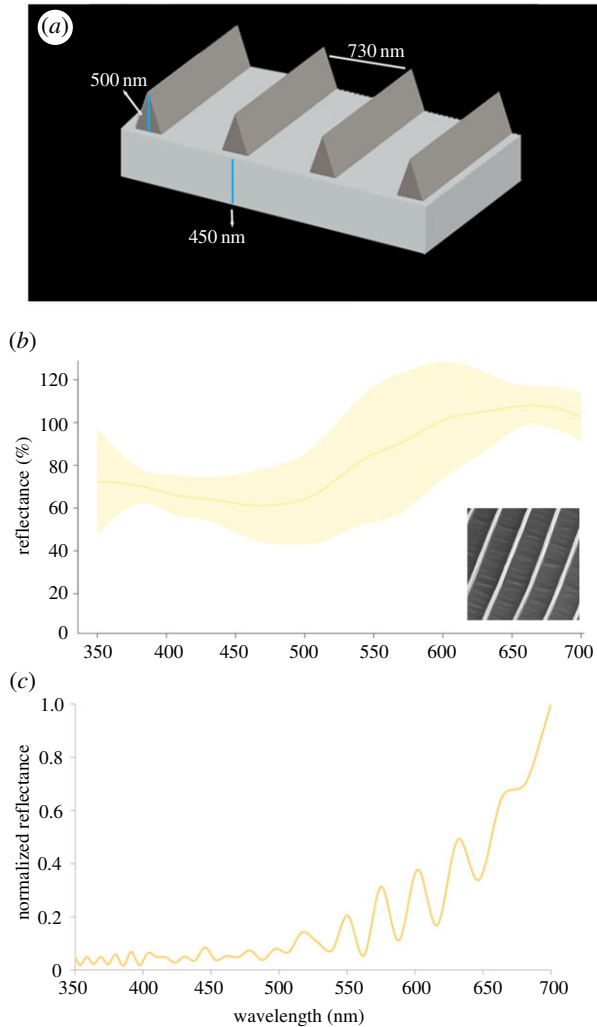 (a)
730 nm
500 nm
450 nm
(b)
120
100
80
60
40
20
0
reflectance (%)
350 400 450 500 550 600 650 700
(c)
1.0
0.8
0.6
0.4
0.2
0
normalized reflectance
350 400 450 500 550 600 650 700
wavelength (nm)